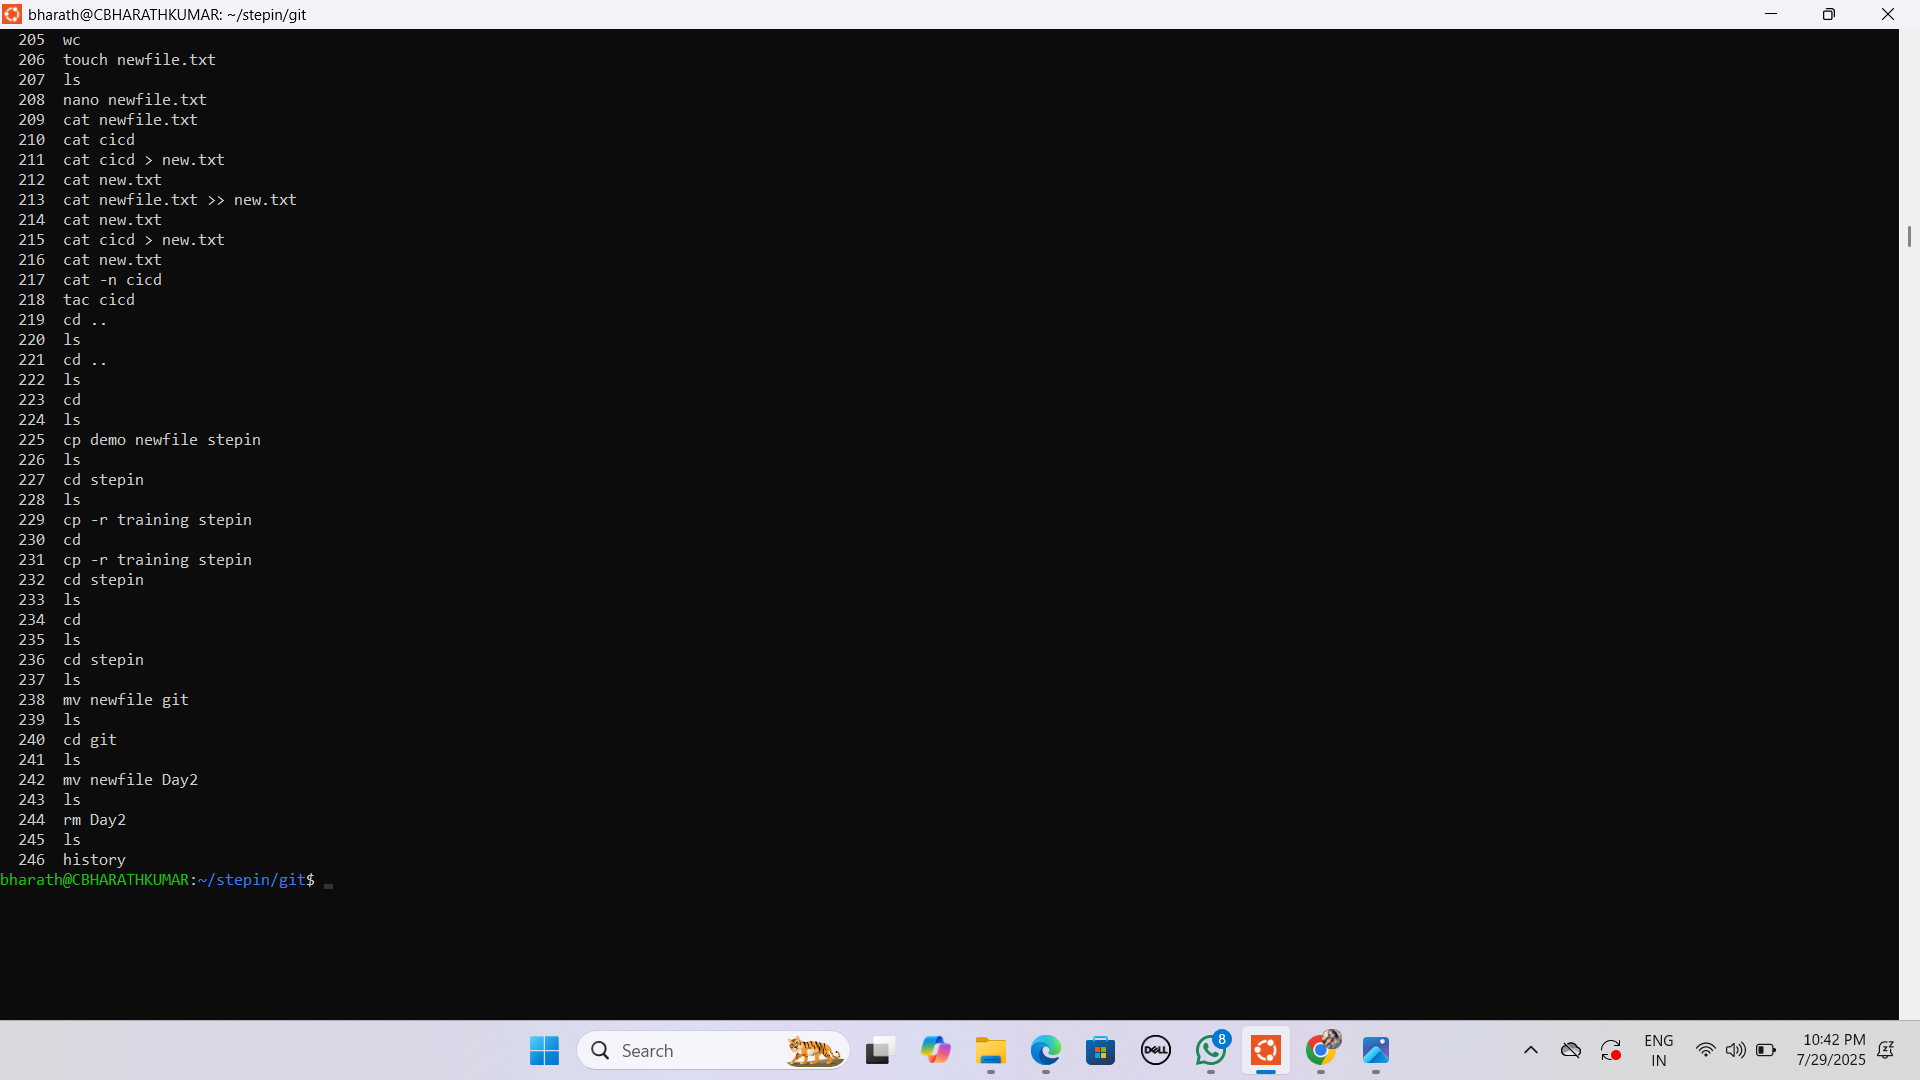 bharath@CBHARATHKUMAR: ~/stepin/git
205 wc
206 touch newfile.txt
207 ls
208 nano newfile.txt
209 cat newfile.txt
210 cat cicd
211 cat cicd > new.txt
212 cat new.txt
213 cat newfile.txt >> new.txt
214 cat new.txt
215 cat cicd > new.txt
216 cat new.txt
217 cat -n cicd
218 tac cicd
219 cd ..
220 ls
221 cd ..
222 ls
223 cd
224 ls
225 cp demo newfile stepin
226 ls
227 cd stepin
228 ls
229 cp -r training stepin
230 cd
231 cp -r training stepin
232 cd stepin
233 ls
234 cd
235 ls
236 cd stepin
237 ls
238 mv newfile git
239 ls
240 cd git
241 ls
242 mv newfile Day2
243 ls
244 rm Day2
245 ls
246 history
bharath@CBHARATHKUMAR:~/stepin/git$
Search
DELL
8
ENG
IN
10:42 PM
7/29/2025